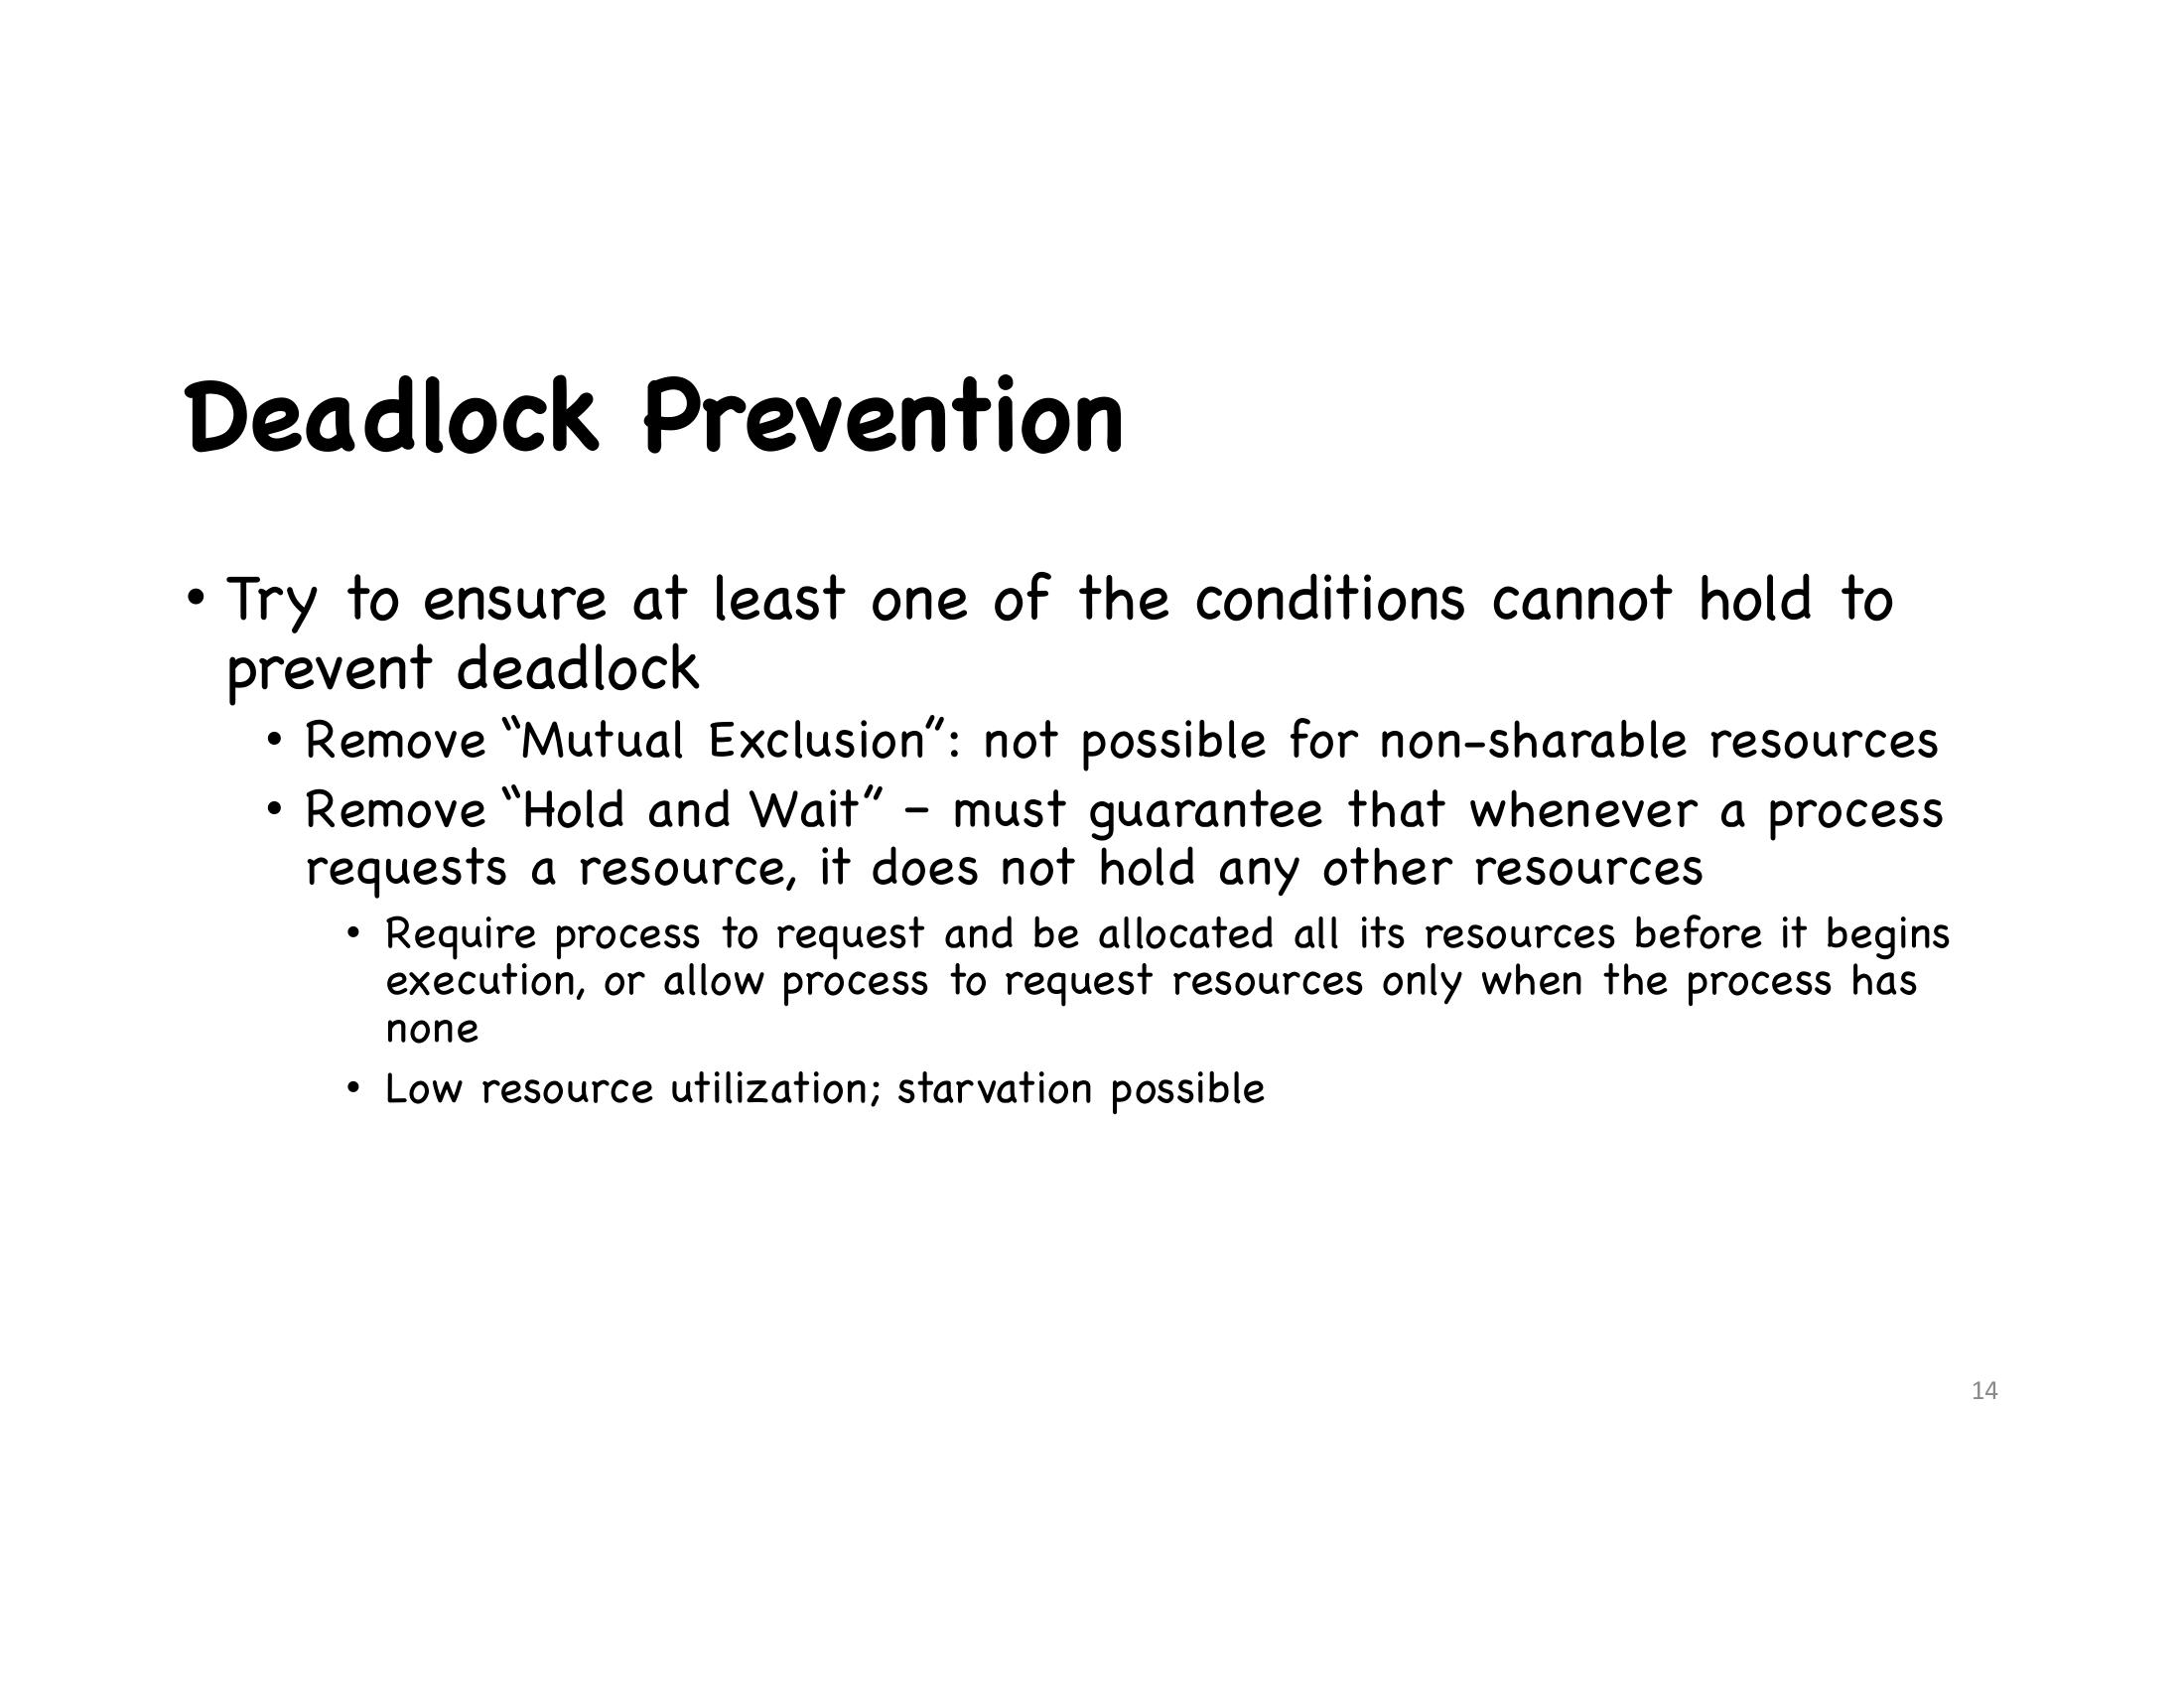 Deadlock Prevention
• Try to ensure at least one of the conditions cannot hold to
prevent deadlock
• Remove “Mutual Exclusion”: not possible for non-sharable resources
• Remove “Hold and Wait” – must guarantee that whenever a process
requests a resource, it does not hold any other resources
• Require process to request and be allocated all its resources before it begins
execution, or allow process to request resources only when the process has
none
• Low resource utilization; starvation possible
14